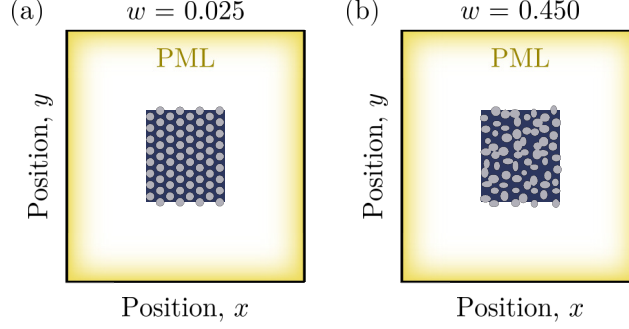 (a) w = 0.025
PML
Position, y
Position, x
(b) w = 0.450
PML
Position, y
Position, x